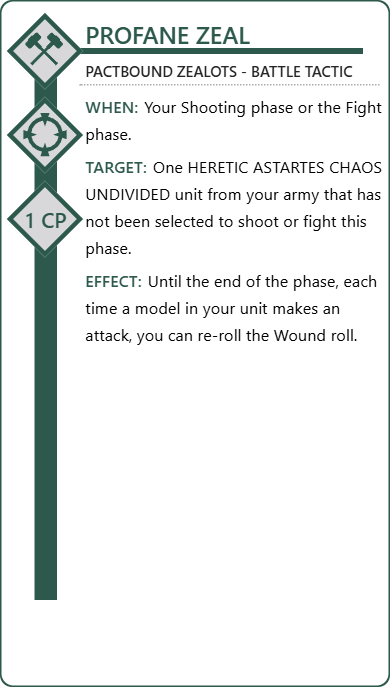 PROFANE ZEAL
PACTBOUND ZEALOTS - BATTLE TACTIC
WHEN: Your Shooting phase or the Fight
phase.
TARGET: One HERETIC ASTARTES CHAOS
UNDIVIDED unit from your army that has
1 CP
not been selected to shoot or fight this
phase.
EFFECT: Until the end of the phase, each
time a model in your unit makes an
attack, you can re-roll the Wound roll.